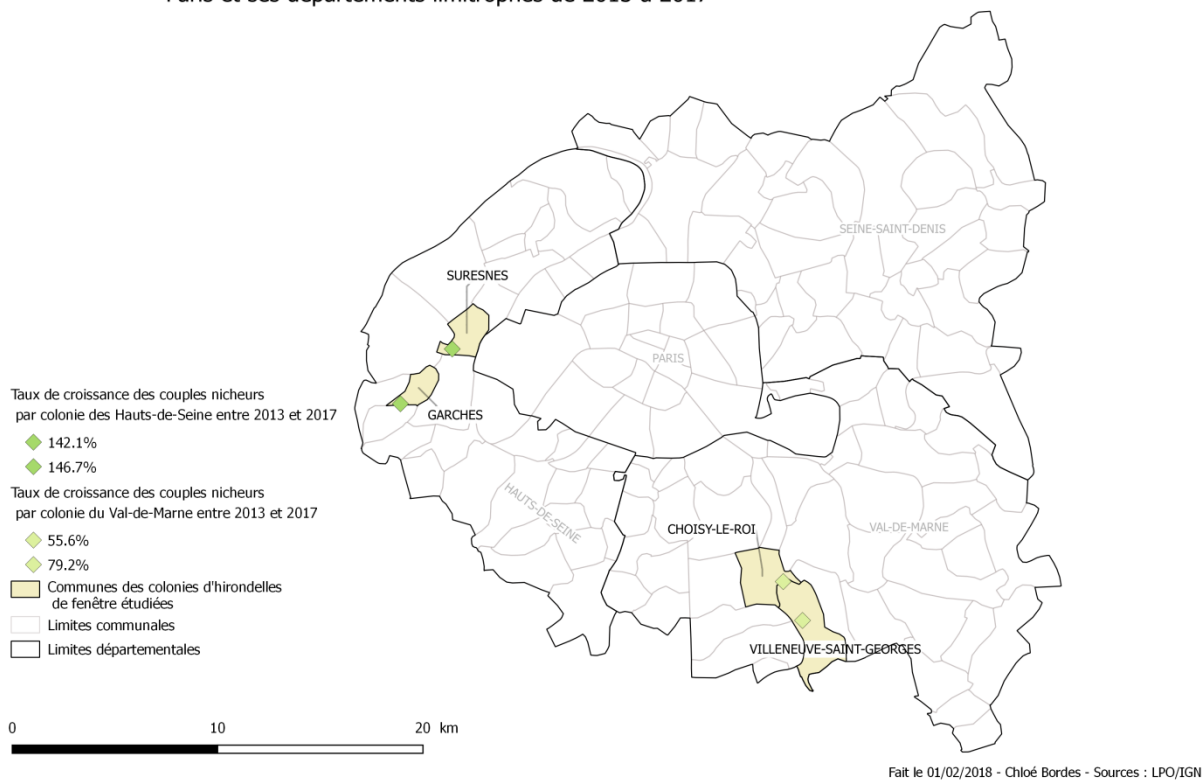 Paris et ses départements limitrophes de 2013 à 2017
SEINE-SAINT-DENIS
SURESNES
PARIS
GARCHES
Taux de croissance des couples nicheurs
par colonie des Hauts-de-Seine entre 2013 et 2017
142.1%
146.7%
Taux de croissance des couples nicheurs
par colonie du Val-de-Marne entre 2013 et 2017
55.6%
79.2%
Communes des colonies d'hirondelles
de fenêtre étudiées
Limites communales
Limites départementales
HAUTS-DE-SEINE
CHOISY-LE-ROI
VAL-DE-MARNE
VILLENEUVE-SAINT-GEORGES
0 10 20 km
Fait le 01/02/2018 - Chloé Bordes - Sources : LPO/IGN